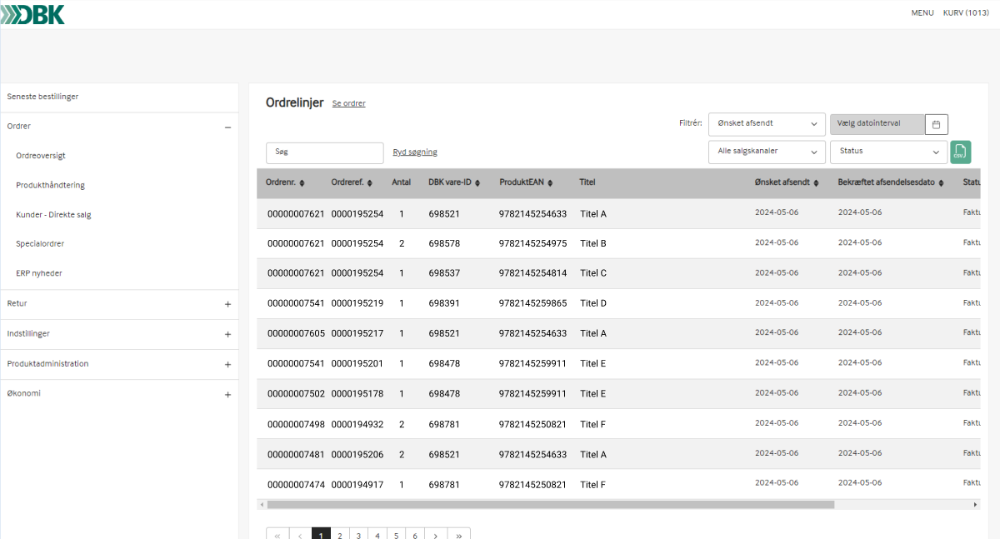 DBK
MENU KURV (1013)
Seneste bestillinger
Ordrer
Ordreoversigt
Produkthåndtering
Kunder - Direkte salg
Specialordrer
ERP nyheder
Retur
Indstillinger
Produktadministration
Økonomi
Ordrelinjer Se ordrer
Filtrér: Ønsket afsendt Vælg datointerval
Søg Ryd søgning Alle salgskanaler Status CSV
Ordrenr. Ordreref. Antal DBK vare-ID ProduktEAN Titel Ønsket afsendt Bekræftet afsendelsesdato Statu
00000007621 0000195254 1 698521 9782145254633 Titel A 2024-05-06 2024-05-06 Faktu
00000007621 0000195254 2 698578 9782145254975 Titel B 2024-05-06 2024-05-06 Faktu
00000007621 0000195254 1 698537 9782145254814 Titel C 2024-05-06 2024-05-06 Faktu
00000007541 0000195219 1 698391 9782145259865 Titel D 2024-05-06 2024-05-06 Faktu
00000007605 0000195217 1 698521 9782145254633 Titel A 2024-05-06 2024-05-06 Faktu
00000007541 0000195201 1 698478 9782145259911 Titel E 2024-05-06 2024-05-06 Faktu
00000007502 0000195178 1 698478 9782145259911 Titel E 2024-05-06 2024-05-06 Faktu
00000007498 0000194932 2 698781 9782145250821 Titel F 2024-05-06 2024-05-06 Faktu
00000007481 0000195206 2 698521 9782145254633 Titel A 2024-05-06 2024-05-06 Faktu
00000007474 0000194917 1 698781 9782145250821 Titel F 2024-05-06 2024-05-06 Faktu
« ‹ 1 2 3 4 5 6 › »